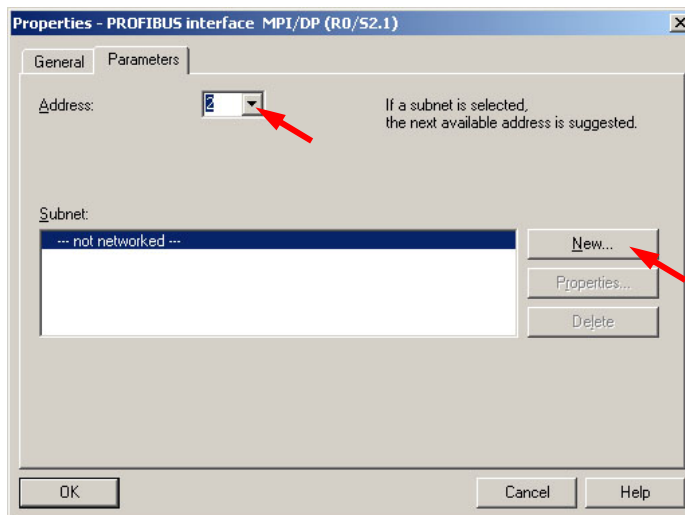 Properties - PROFIBUS interface MPI/DP (R0/S2.1)
General Parameters
Address: 2 If a subnet is selected,
the next available address is suggested.
Subnet:
--- not networked ---
New...
Properties...
Delete
OK Cancel Help